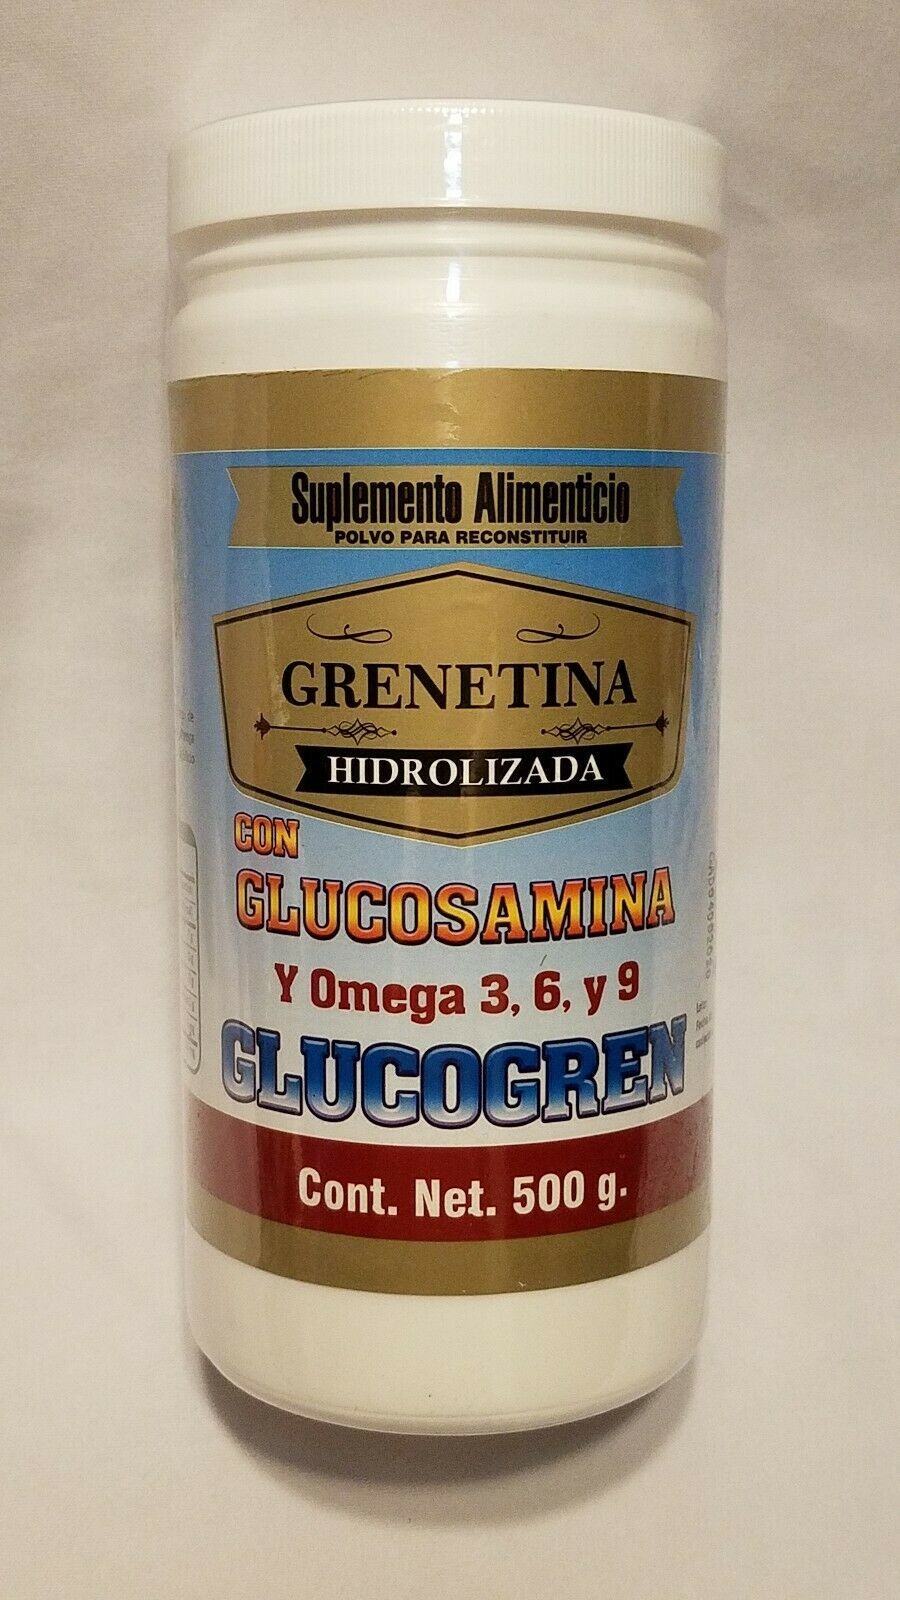 Suplemento Alimenticio
POLVO PARA RECONSTITUIR
GRENETINA
HIDROLIZADA
CON
GLUCOSAMINA
Y Omega 3, 6, y 9
GLUCOGREN
Cont. Net. 500 g.